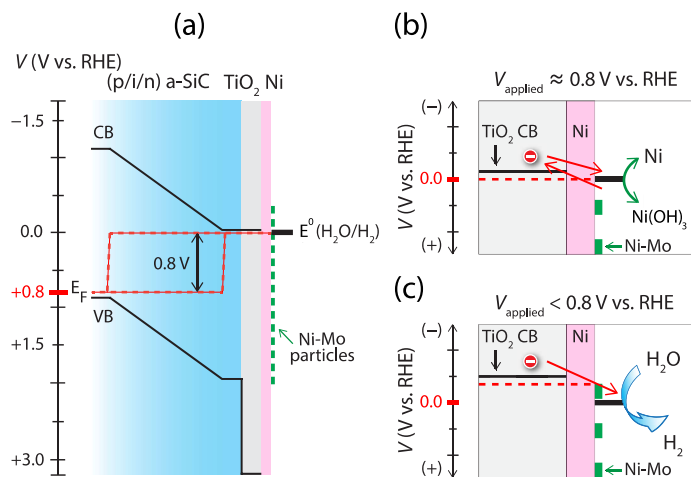 (a)
V (V vs. RHE)
(p/i/n) a-SiC
TiO2 Ni
−1.5
CB
0.0
E0 (H2O/H2)
0.8 V
+0.8
EF
VB
Ni-Mo
particles
+1.5
+3.0
(b)
Vapplied ≈ 0.8 V vs. RHE
(−)
V (V vs. RHE)
0.0
(+)
TiO2 CB
Ni
Ni
Ni(OH)3
Ni-Mo
(c)
Vapplied < 0.8 V vs. RHE
(−)
V (V vs. RHE)
0.0
(+)
TiO2 CB
Ni
H2O
H2
Ni-Mo